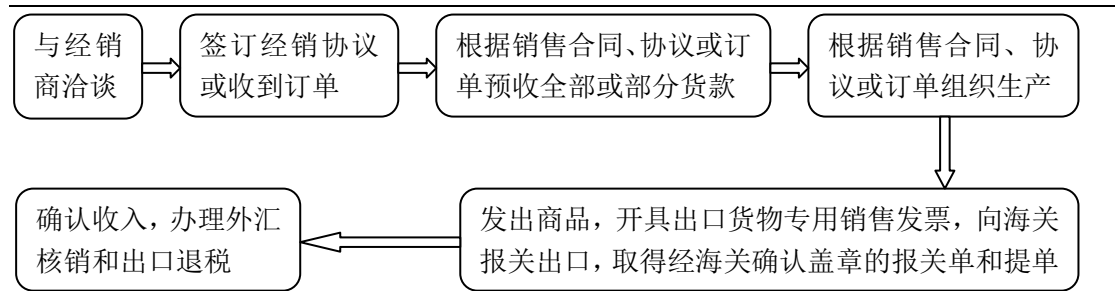 与经销
商洽谈
签订经销协议
或收到订单
根据销售合同、协议或订
单预收全部或部分货款
根据销售合同、协
议或订单组织生产
发出商品，开具出口货物专用销售发票，向海关
报关出口，取得经海关确认盖章的报关单和提单
确认收入，办理外汇
核销和出口退税